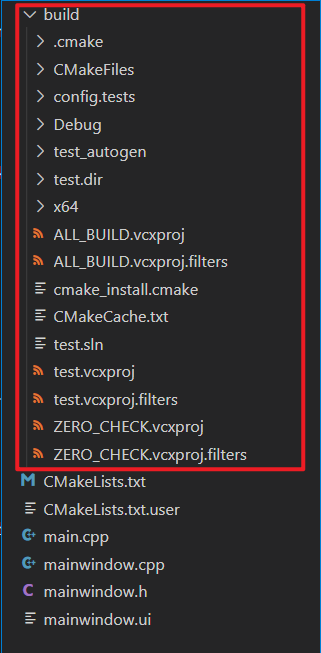 build
.cmake
CMakeFiles
config.tests
Debug
test_autogen
test.dir
x64
ALL_BUILD.vcxproj
ALL_BUILD.vcxproj.filters
cmake_install.cmake
CMakeCache.txt
test.sln
test.vcxproj
test.vcxproj.filters
ZERO_CHECK.vcxproj
ZERO_CHECK.vcxproj.filters
CMakeLists.txt
CMakeLists.txt.user
main.cpp
mainwindow.cpp
mainwindow.h
mainwindow.ui